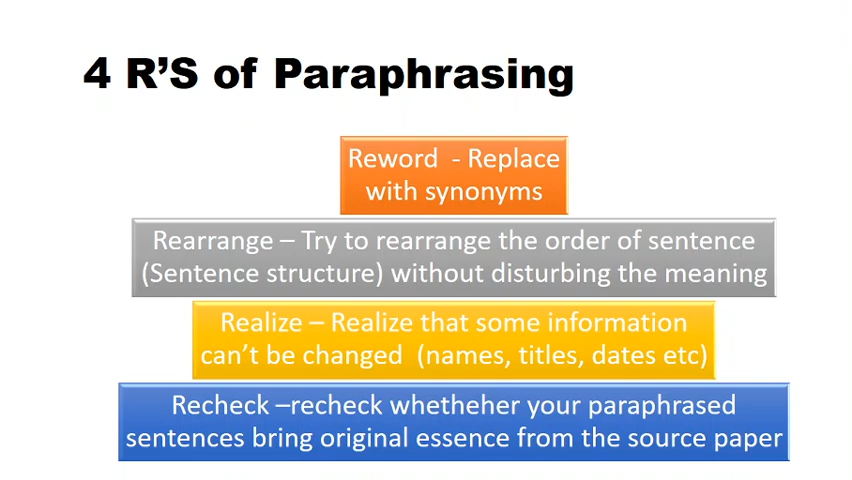 4 R’S of Paraphrasing
Reword - Replace
with synonyms
Rearrange – Try to rearrange the order of sentence
(Sentence structure) without disturbing the meaning
Realize – Realize that some information
can’t be changed (names, titles, dates etc)
Recheck –recheck whetheher your paraphrased
sentences bring original essence from the source paper